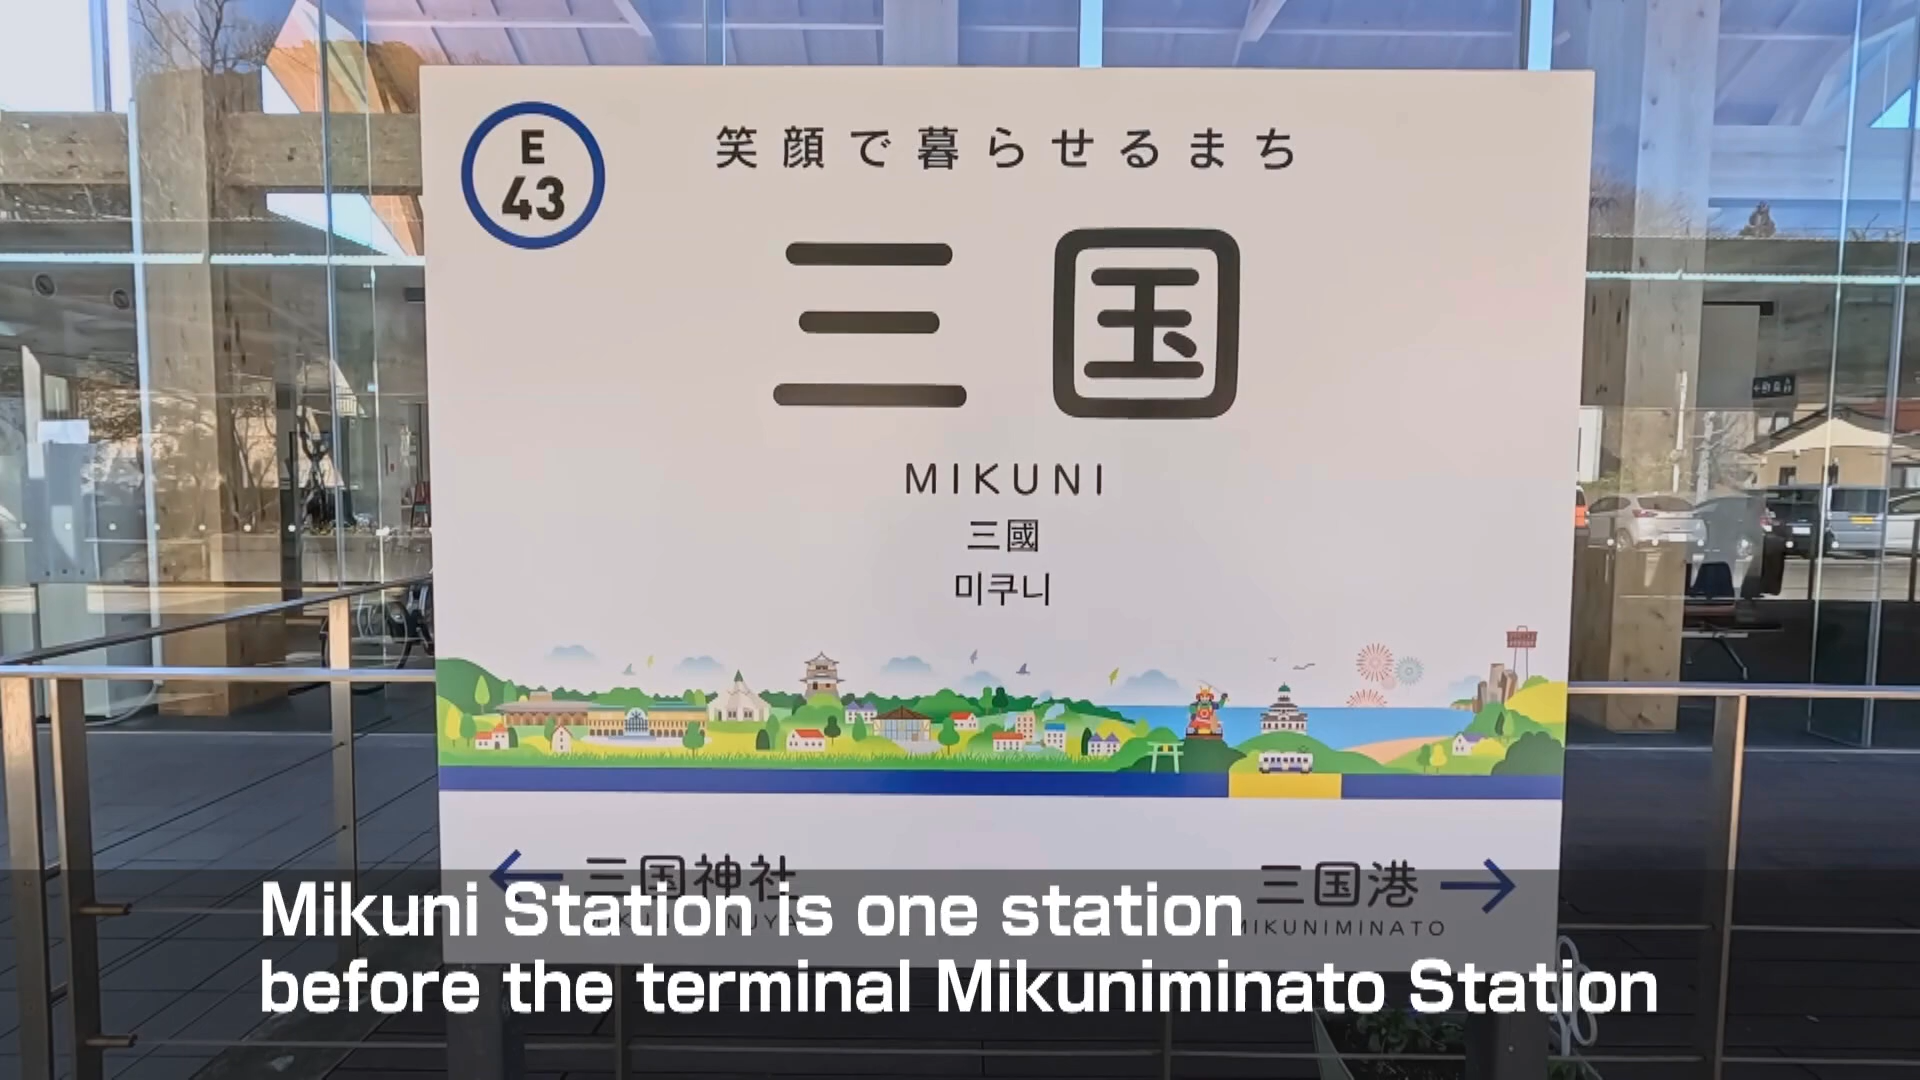 E
43
笑顔で暮らせるまち
三国
MIKUNI
三國
미쿠니
← 三国神社
三国港 →
MIKUNIMINATO
Mikuni Station is one station
before the terminal Mikuniminato Station